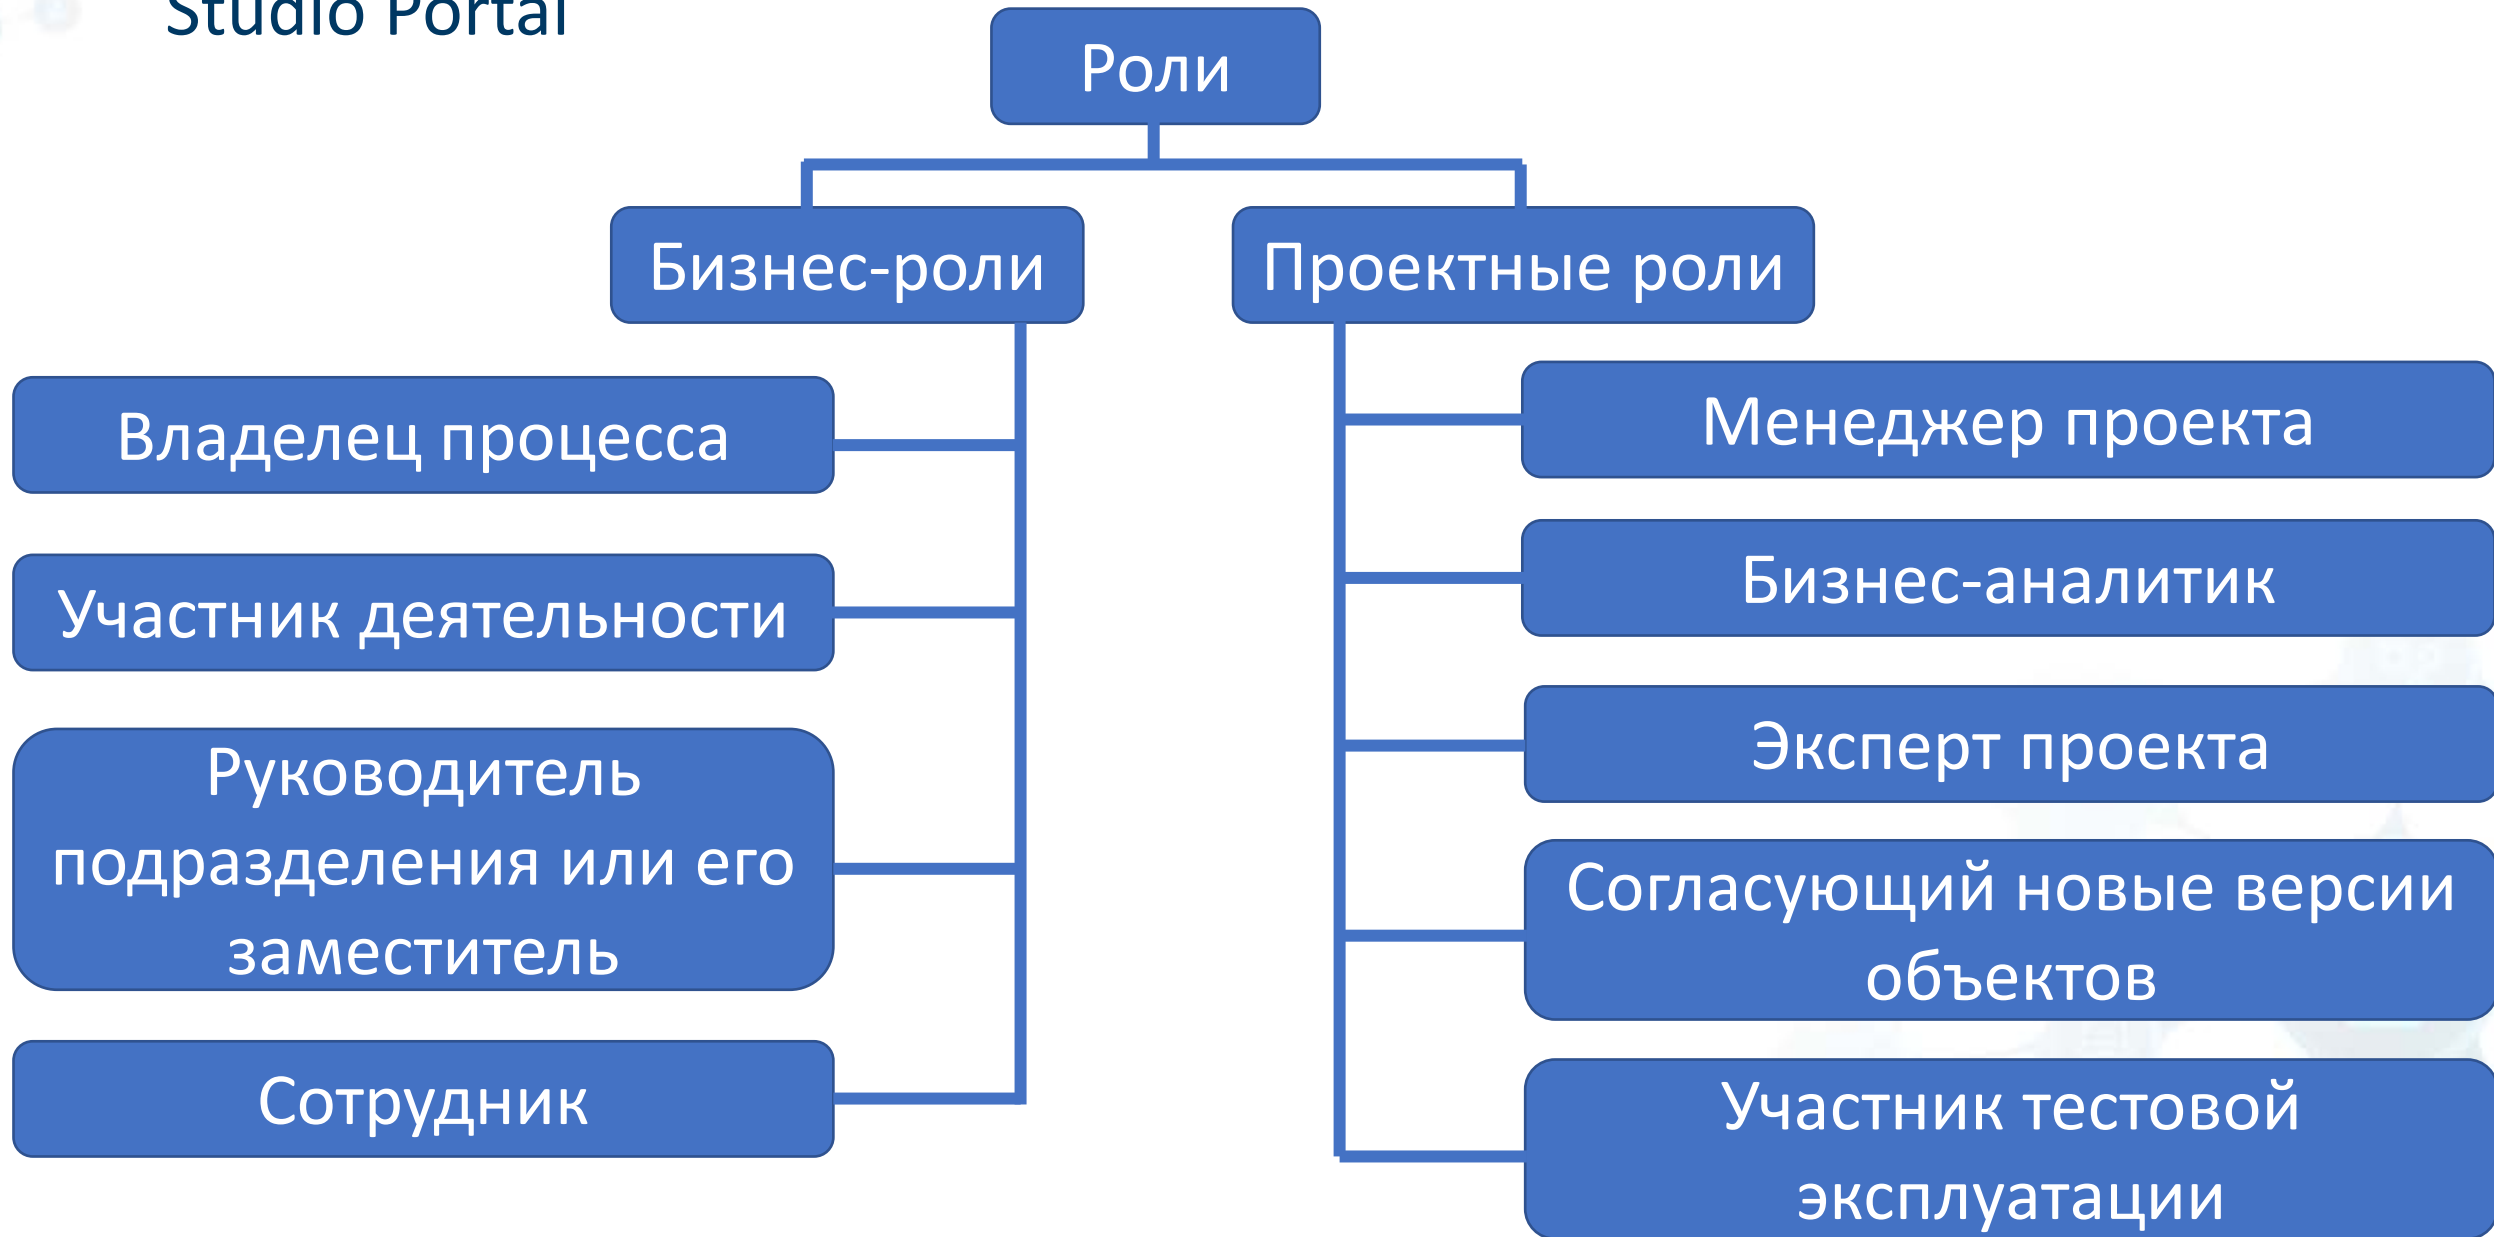 Studio Portal
Роли
Бизнес-роли
Проектные роли
Владелец процесса
Участник деятельности
Руководитель
подразделения или его
заместитель
Сотрудник
Менеджер проекта
Бизнес-аналитик
Эксперт проекта
Согласующий новые версии
объектов
Участник тестовой
эксплуатации